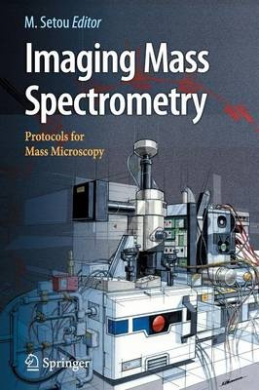 M. Setou Editor
Imaging Mass
Spectrometry
Protocols for
Mass Microscopy
Springer